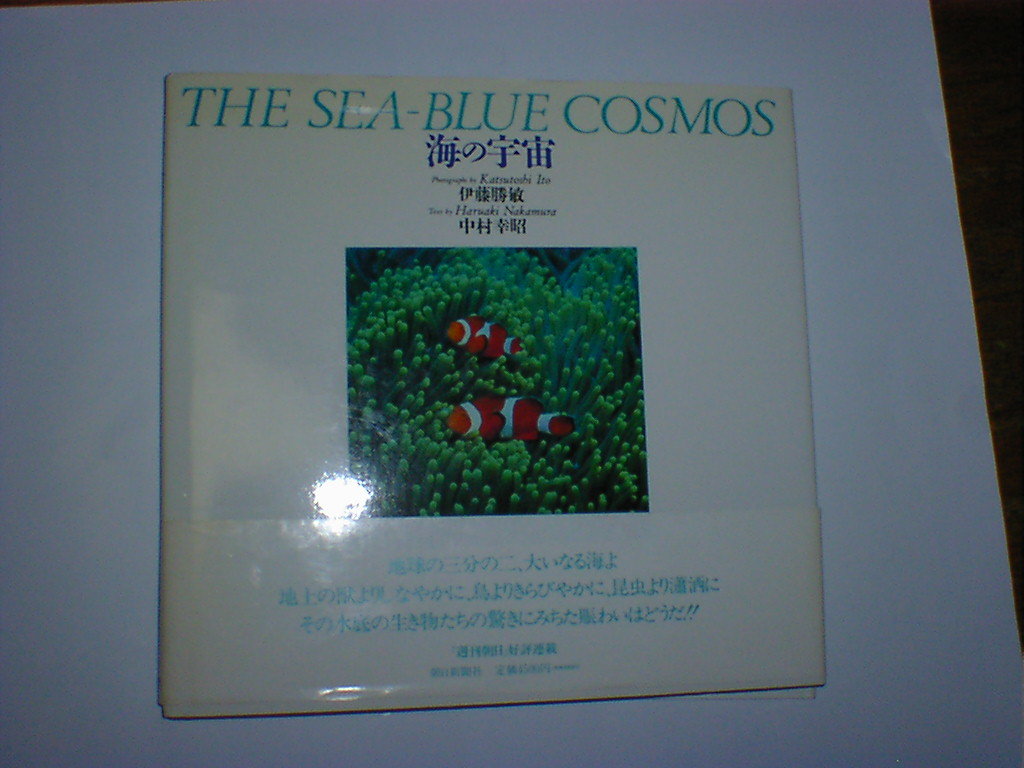 THE SEA-BLUE COSMOS
海の宇宙
Photographs by Katsutoshi Ito
伊藤勝敏
Text by Haruaki Nakamura
中村幸昭
地球の三分の二、大いなる海よ
地上の獣よりしなやかに、鳥よりきらびやかに、昆虫より瀟洒に
その水底の生き物たちの驚きにみちた賑わいはどうだ!!
「週刊朝日」好評連載
朝日新聞社 定価